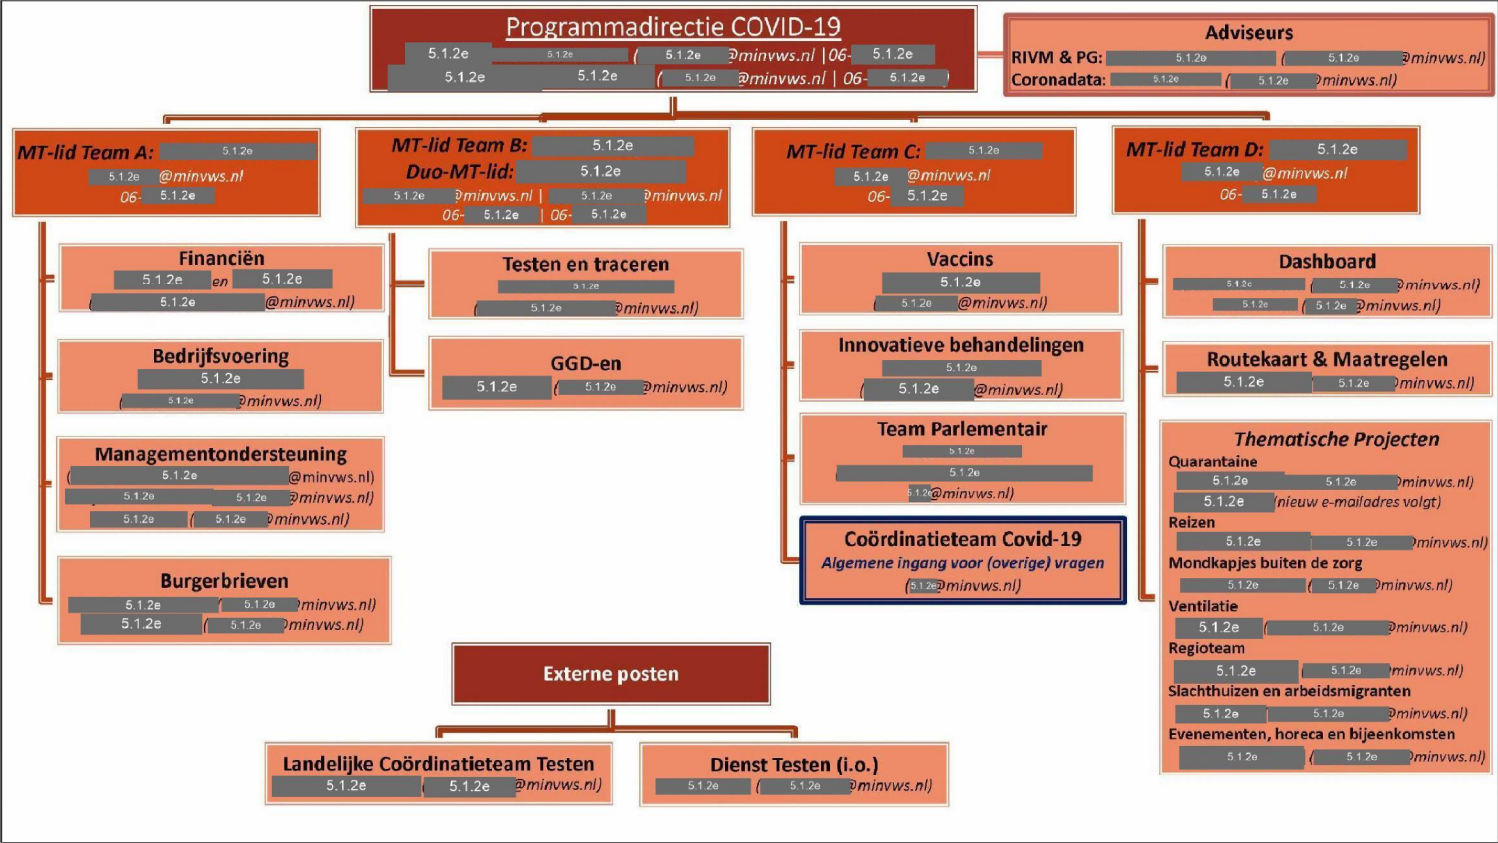 Programmadirectie COVID-19
5.1.2e 5.1.2e (5.1.2e @minvws.nl |06- 5.1.2e
5.1.2e 5.1.2e (5.1.2e @minvws.nl | 06- 5.1.2e )
Adviseurs
RIVM & PG: 5.1.2e (5.1.2e @minvws.nl)
Coronadata: 5.1.2e (5.1.2e @minvws.nl)
MT-lid Team A: 5.1.2e
5.1.2e @minvws.nl
06- 5.1.2e
MT-lid Team B: 5.1.2e
Duo-MT-lid: 5.1.2e
5.1.2e @minvws.nl | 5.1.2e @minvws.nl
06- 5.1.2e | 06- 5.1.2e
MT-lid Team C: 5.1.2e
5.1.2e @minvws.nl
06- 5.1.2e
MT-lid Team D: 5.1.2e
5.1.2e @minvws.nl
06- 5.1.2e
Financiën
5.1.2e en 5.1.2e
(5.1.2e @minvws.nl)
Bedrijfsvoering
5.1.2e
(5.1.2e @minvws.nl)
Managementondersteuning
(5.1.2e @minvws.nl)
5.1.2e 5.1.2e @minvws.nl)
5.1.2e (5.1.2e @minvws.nl)
Burgerbrieven
5.1.2e (5.1.2e @minvws.nl)
5.1.2e (5.1.2e @minvws.nl)
Testen en traceren
5.1.2e
(5.1.2e @minvws.nl)
GGD-en
5.1.2e (5.1.2e @minvws.nl)
Vaccins
5.1.2e
(5.1.2e @minvws.nl)
Innovatieve behandelingen
5.1.2e
(5.1.2e @minvws.nl)
Team Parlementair
5.1.2e
5.1.2e
5.1.2e @minvws.nl)
Coördinatieteam Covid-19
Algemene ingang voor (overige) vragen
(5.1.2e @minvws.nl)
Dashboard
5.1.2e (5.1.2e @minvws.nl)
5.1.2e (5.1.2e @minvws.nl)
Routekaart & Maatregelen
5.1.2e (5.1.2e @minvws.nl)
Thematische Projecten
Quarantaine
5.1.2e 5.1.2e @minvws.nl)
5.1.2e (nieuw e-mailadres volgt)
Reizen
5.1.2e 5.1.2e @minvws.nl)
Mondkapjes buiten de zorg
5.1.2e (5.1.2e @minvws.nl)
Ventilatie
5.1.2e (5.1.2e @minvws.nl)
Regioteam
5.1.2e (5.1.2e minvws.nl)
Slachthuizen en arbeidsmigranten
5.1.2e (5.1.2e @minvws.nl)
Evenementen, horeca en bijeenkomsten
5.1.2e (5.1.2e @minvws.nl)
Externe posten
Landelijke Coördinatieteam Testen
5.1.2e (5.1.2e @minvws.nl)
Dienst Testen (i.o.)
5.1.2e (5.1.2e @minvws.nl)